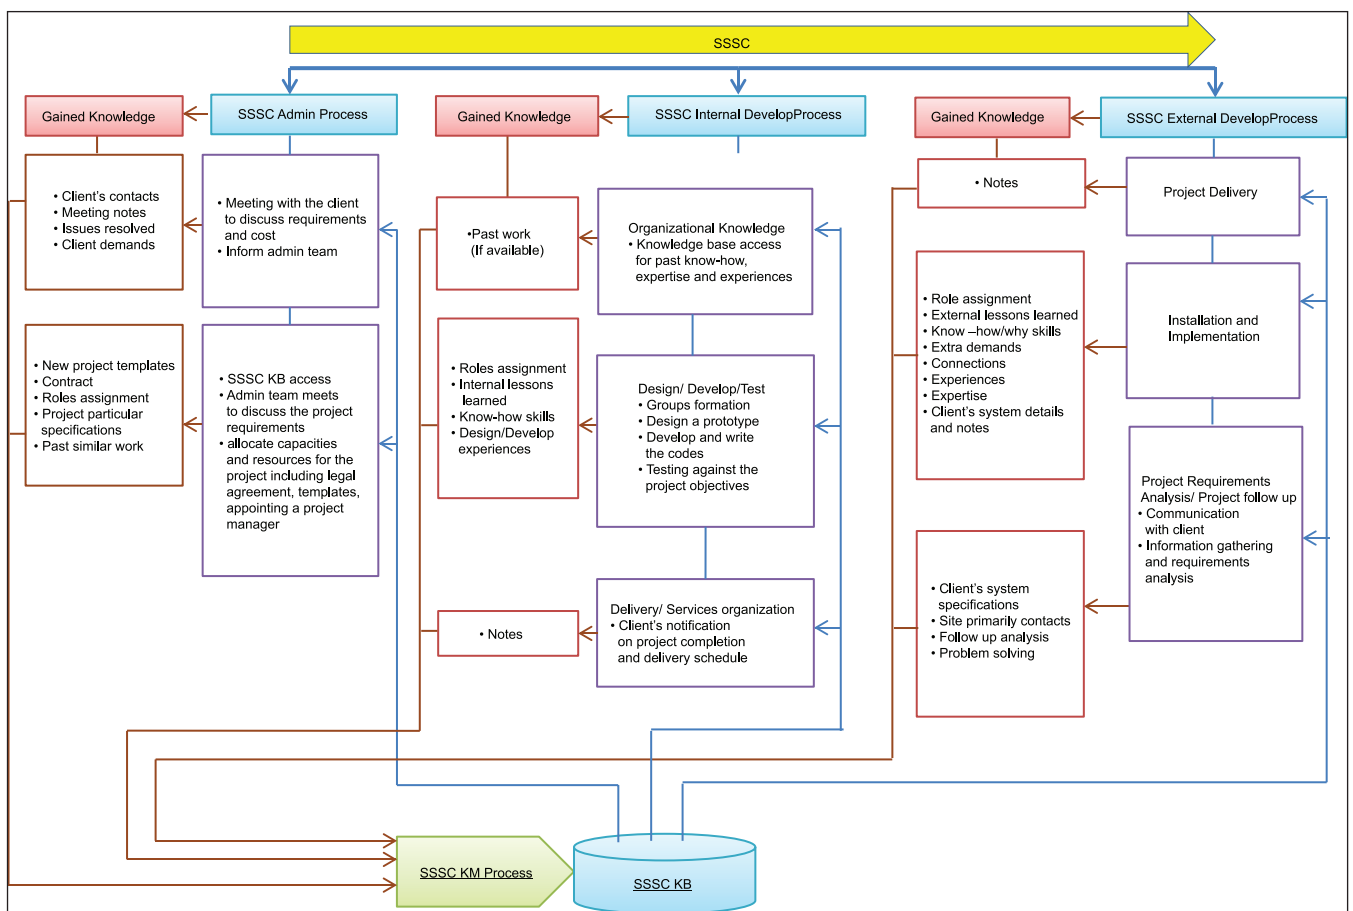 SSSC
Gained Knowledge
SSSC Admin Process
• Client's contacts
• Meeting notes
• Issues resolved
• Client demands
• Meeting with the client
to discuss requirements
and cost
• Inform admin team
• New project templates
• Contract
• Roles assignment
• Project particular
specifications
• Past similar work
• SSSC KB access
• Admin team meets
to discuss the project
requirements
• allocate capacities
and resources for the
project including legal
agreement, templates,
appointing a project
manager
Gained Knowledge
SSSC Internal DevelopProcess
•Past work
(If available)
Organizational Knowledge
• Knowledge base access
for past know-how,
expertise and experiences
• Roles assignment
• Internal lessons
learned
• Know-how skills
• Design/Develop
experiences
Design/ Develop/Test
• Groups formation
• Design a prototype
• Develop and write
the codes
• Testing against the
project objectives
• Notes
Delivery/ Services organization
• Client's notification
on project completion
and delivery schedule
Gained Knowledge
SSSC External DevelopProcess
• Notes
Project Delivery
• Role assignment
• External lessons learned
• Know –how/why skills
• Extra demands
• Connections
• Experiences
• Expertise
• Client's system details
and notes
Installation and
Implementation
• Client's system
specifications
• Site primarily contacts
• Follow up analysis
• Problem solving
Project Requirements
Analysis/ Project follow up
• Communication
with client
• Information gathering
and requirements
analysis
SSSC KM Process
SSSC KB